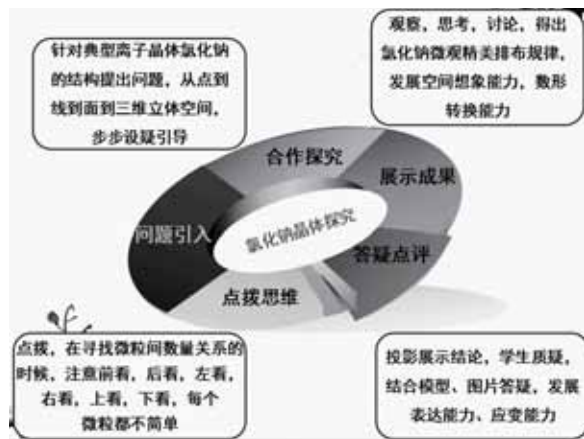 针对典型离子晶体氯化钠
的结构提出问题，从点到
线到面到三维立体空间，
步步设疑引导
观察，思考，讨论，得出
氯化钠微观精美排布规律，
发展空间想象能力，数形
转换能力
合作探究
展示成果
问题引入
氯化钠晶体探究
答疑点评
点拨思维
点拨，在寻找微粒间数量关系的
时候，注意前看，后看，左看，
右看，上看，下看，每个
微粒都不简单
投影展示结论，学生质疑，
结合模型、图片答疑，发展
表达能力、应变能力